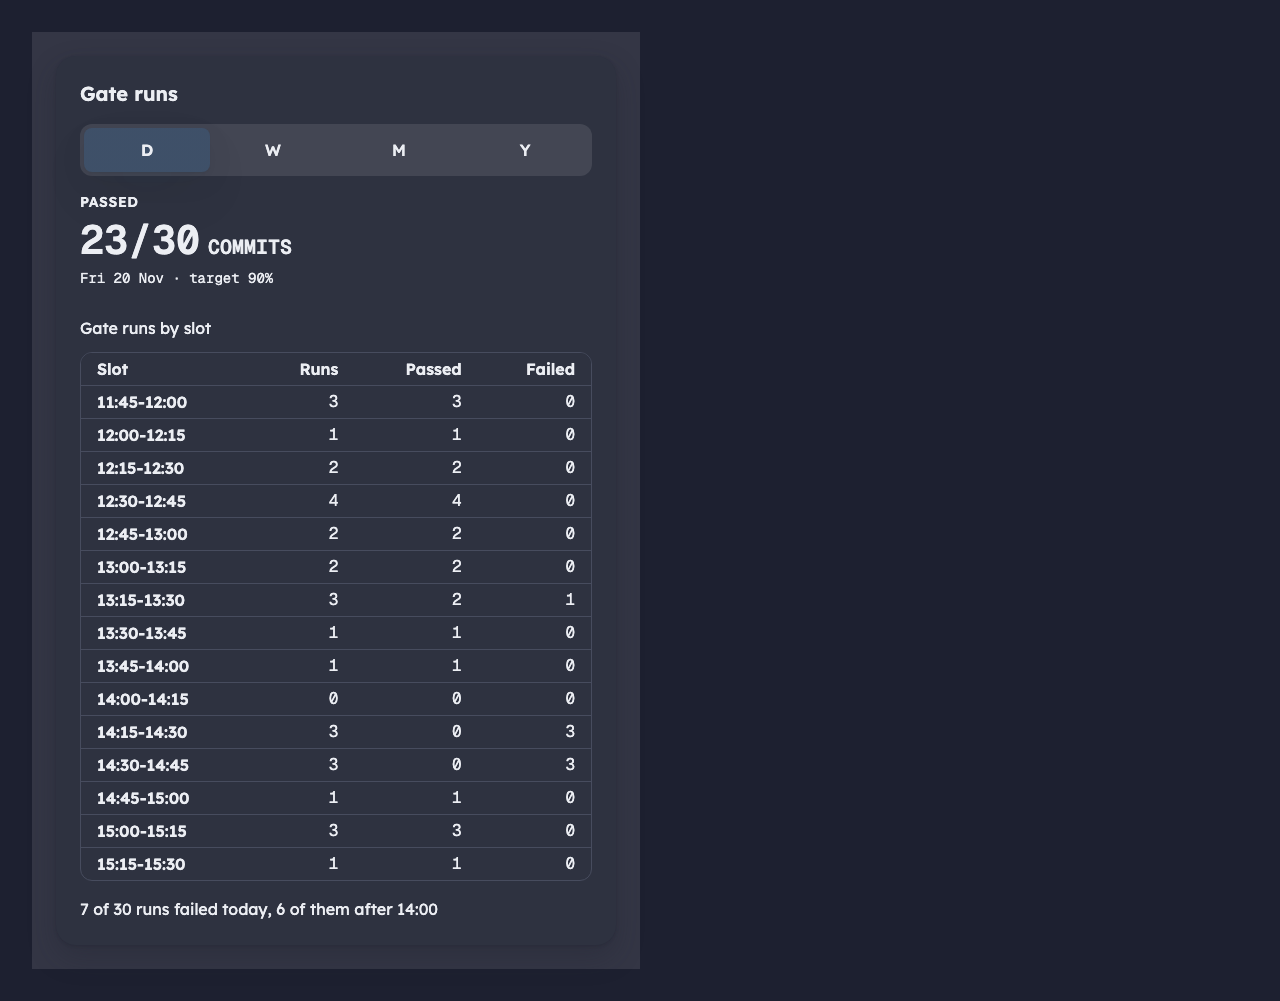 Gate runs
D W M Y
PASSED
23/30 COMMITS
Fri 20 Nov · target 90%
Gate runs by slot
Slot Runs Passed Failed
11:45-12:00 3 3 0
12:00-12:15 1 1 0
12:15-12:30 2 2 0
12:30-12:45 4 4 0
12:45-13:00 2 2 0
13:00-13:15 2 2 0
13:15-13:30 3 2 1
13:30-13:45 1 1 0
13:45-14:00 1 1 0
14:00-14:15 0 0 0
14:15-14:30 3 0 3
14:30-14:45 3 0 3
14:45-15:00 1 1 0
15:00-15:15 3 3 0
15:15-15:30 1 1 0
7 of 30 runs failed today, 6 of them after 14:00